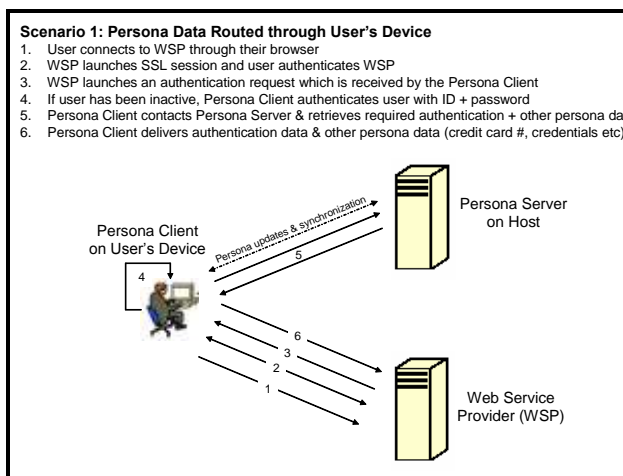 Scenario 1: Persona Data Routed through User's Device
1. User connects to WSP through their browser
2. WSP launches SSL session and user authenticates WSP
3. WSP launches an authentication request which is received by the Persona Client
4. If user has been inactive, Persona Client authenticates user with ID + password
5. Persona Client contacts Persona Server & retrieves required authentication + other persona da
6. Persona Client delivers authentication data & other persona data (credit card #, credentials etc)
Persona Client
on User's Device
Persona updates & synchronization
Persona Server
on Host
4
5
6
3
2
1
Web Service
Provider (WSP)